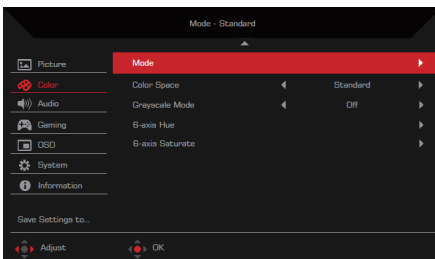 Mode - Standard
Picture
Color
Audio
Gaming
OSD
System
Information
Save Settings to...
Mode
Color Space Standard
Grayscale Mode Off
6-axis Hue
6-axis Saturate
Adjust OK